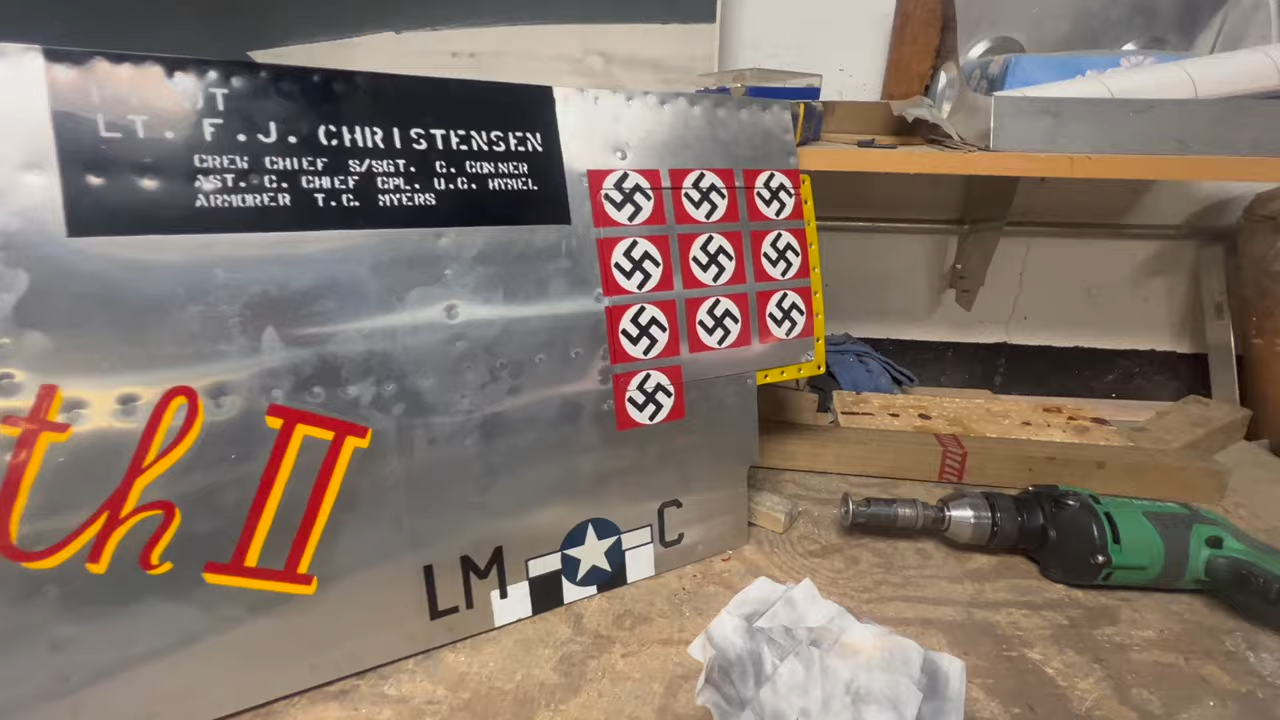 LT. F.J. CHRISTENSEN
CREW CHIEF S/SGT. C. CONNER
AST. C. CHIEF CPL. U.C. HYMEL
ARMORER T.C. MYERS
th II
LM C